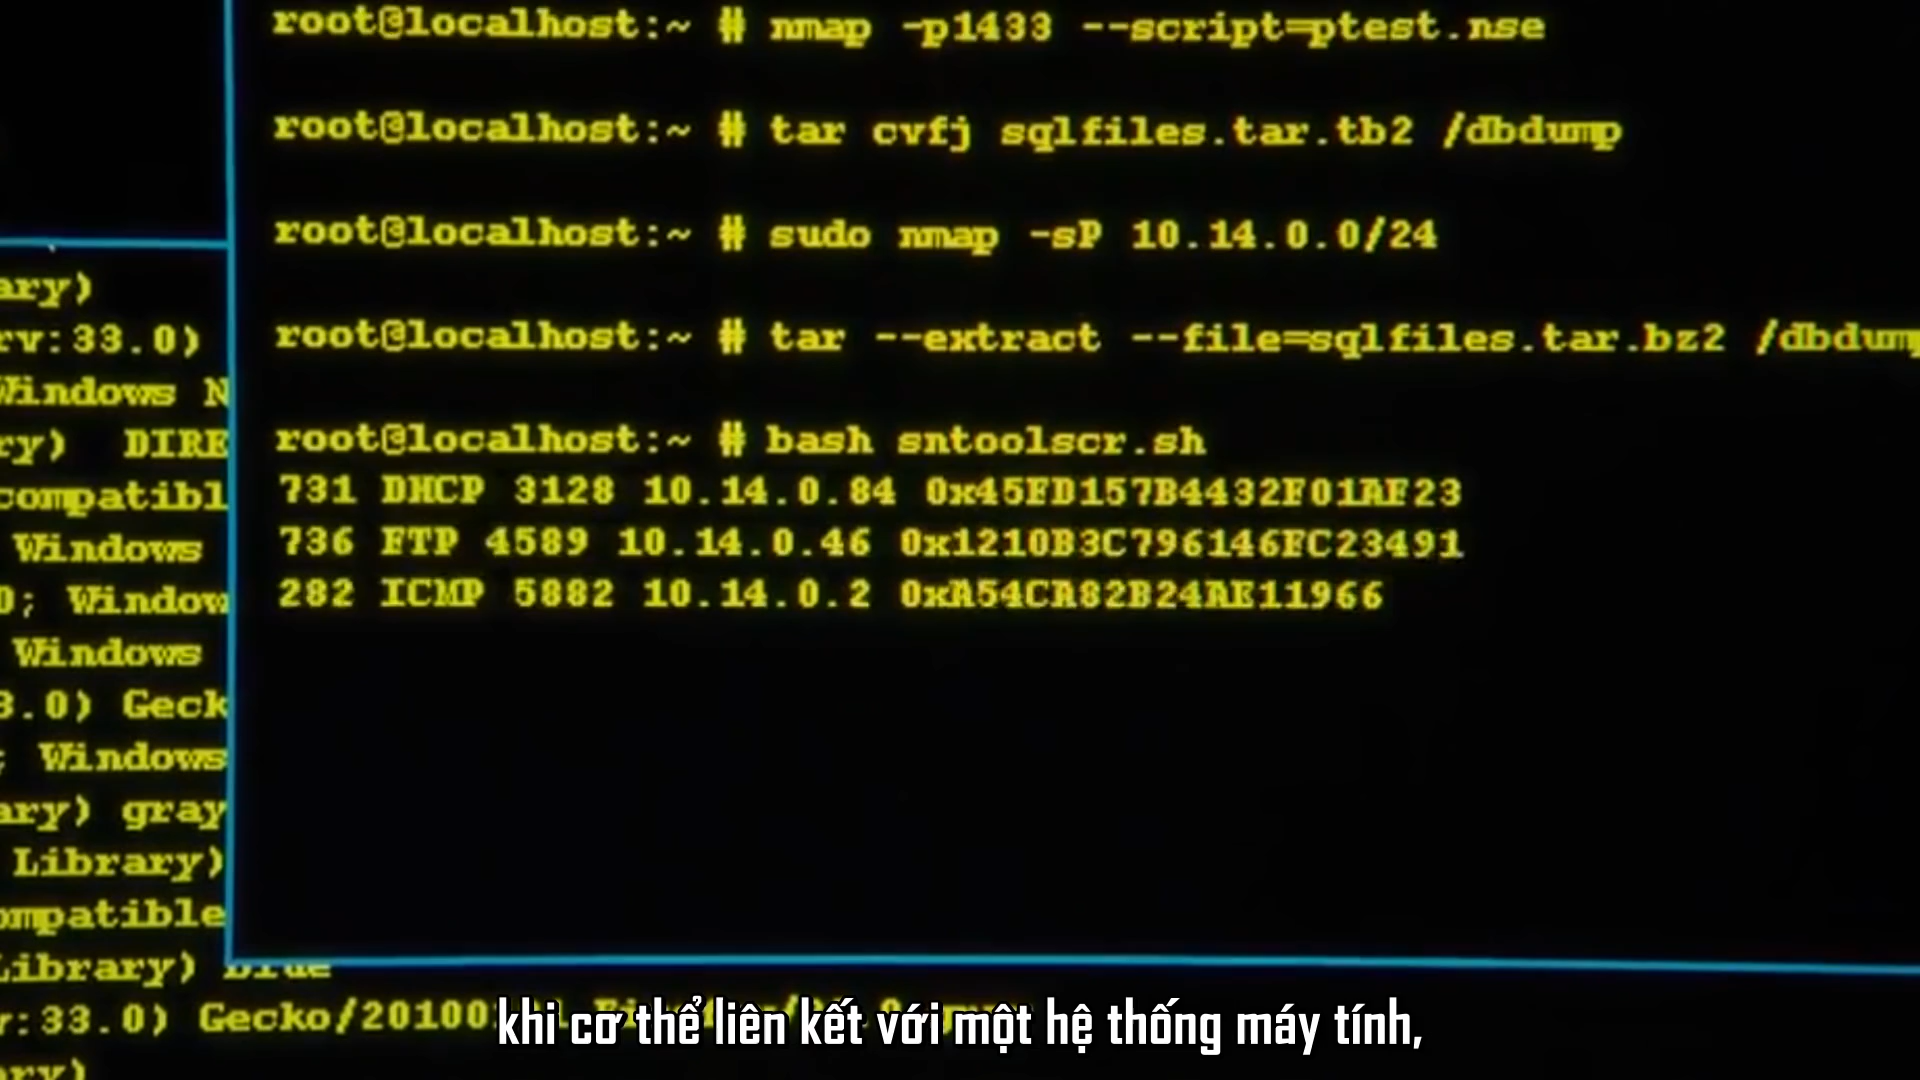 root@localhost:~ # nmap -p1433 --script=ptest.nse
root@localhost:~ # tar cvfj sqlfiles.tar.tb2 /dbdump
root@localhost:~ # sudo nmap -sP 10.14.0.0/24
root@localhost:~ # tar --extract --file=sqlfiles.tar.bz2 /dbdump
root@localhost:~ # bash sntoolscr.sh
731 DHCP 3128 10.14.0.84 0x45FD157B4432F01AF23
736 FTP 4589 10.14.0.46 0x1210B3C796146FC23491
282 ICMP 5882 10.14.0.2 0xA54CA82B24AE11966
ary)
rv:33.0)
Windows N
ry) DIRE
compatibl
Windows
0; Window
Windows
3.0) Geck
; Windows
ary) gray
Library)
ompatible
Library) blue
r:33.0) Gecko/20100
ary)
khi cơ thể liên kết với một hệ thống máy tính,